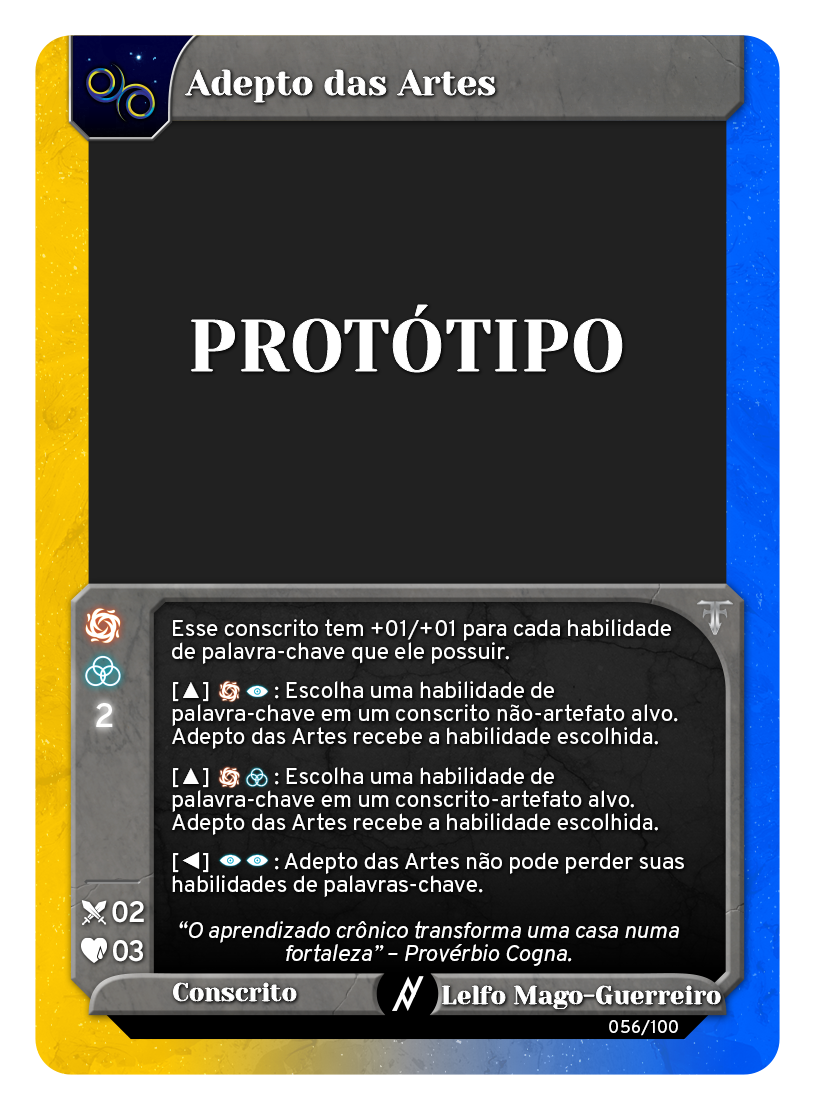 Adepto das Artes
PROTÓTIPO
2
Esse conscrito tem +01/+01 para cada habilidade
de palavra-chave que ele possuir.
[▲] : Escolha uma habilidade de
palavra-chave em um conscrito não-artefato alvo.
Adepto das Artes recebe a habilidade escolhida.
[▲] : Escolha uma habilidade de
palavra-chave em um conscrito-artefato alvo.
Adepto das Artes recebe a habilidade escolhida.
[◀] : Adepto das Artes não pode perder suas
habilidades de palavras-chave.
“O aprendizado crônico transforma uma casa numa
fortaleza” – Provérbio Cogna.
02
03
Conscrito
Lelfo Mago-Guerreiro
056/100